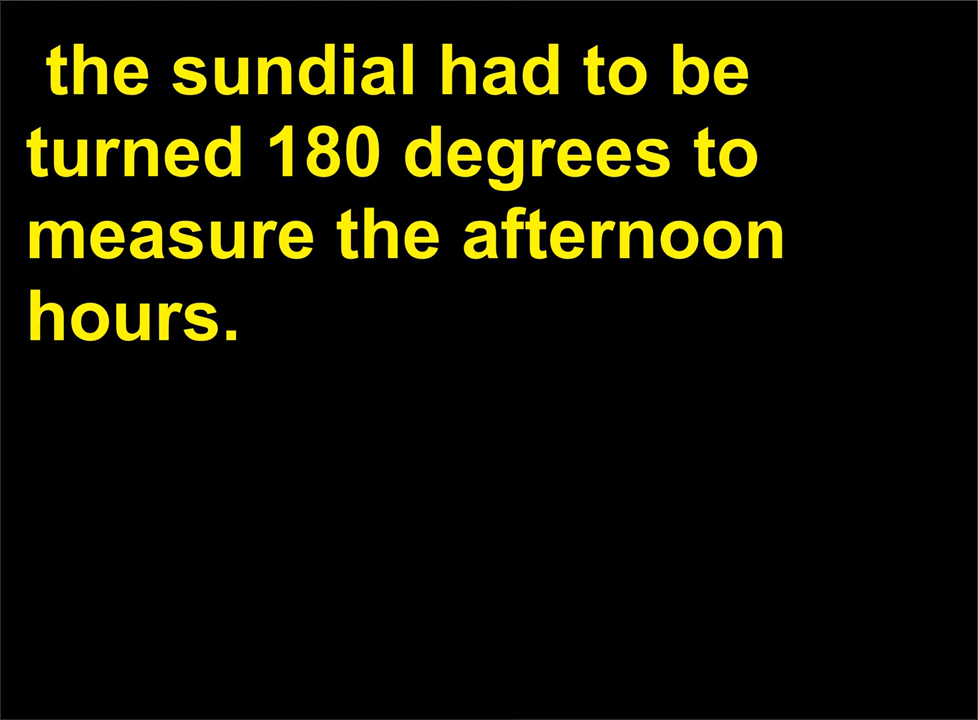 the sundial had to be
turned 180 degrees to
measure the afternoon
hours.